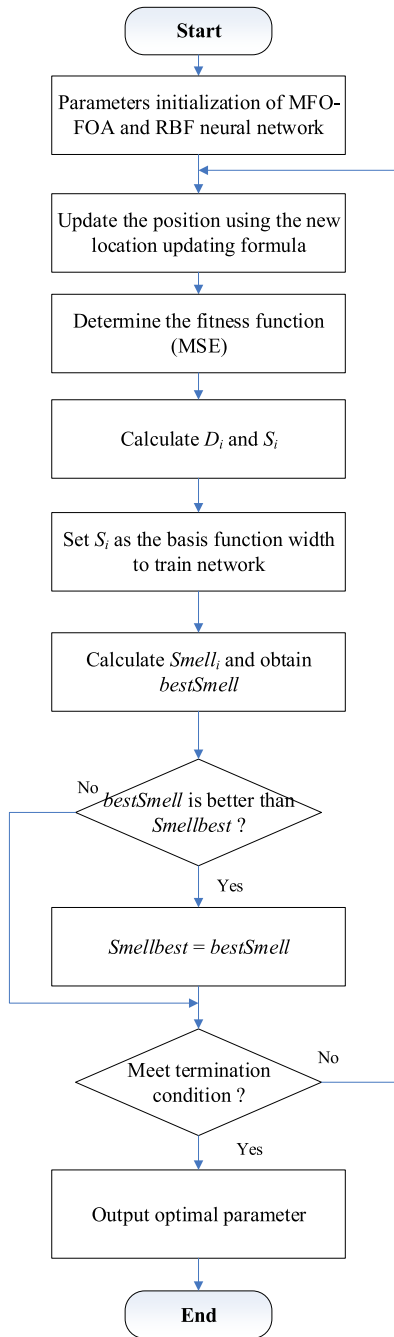 Start
Parameters initialization of MFO-
FOA and RBF neural network
Update the position using the new
location updating formula
Determine the fitness function
(MSE)
Calculate Di and Si
Set Si as the basis function width
to train network
Calculate Smelli and obtain
bestSmell
No
bestSmell is better than
Smellbest ?
Yes
Smellbest = bestSmell
Meet termination
condition ?
No
Yes
Output optimal parameter
End